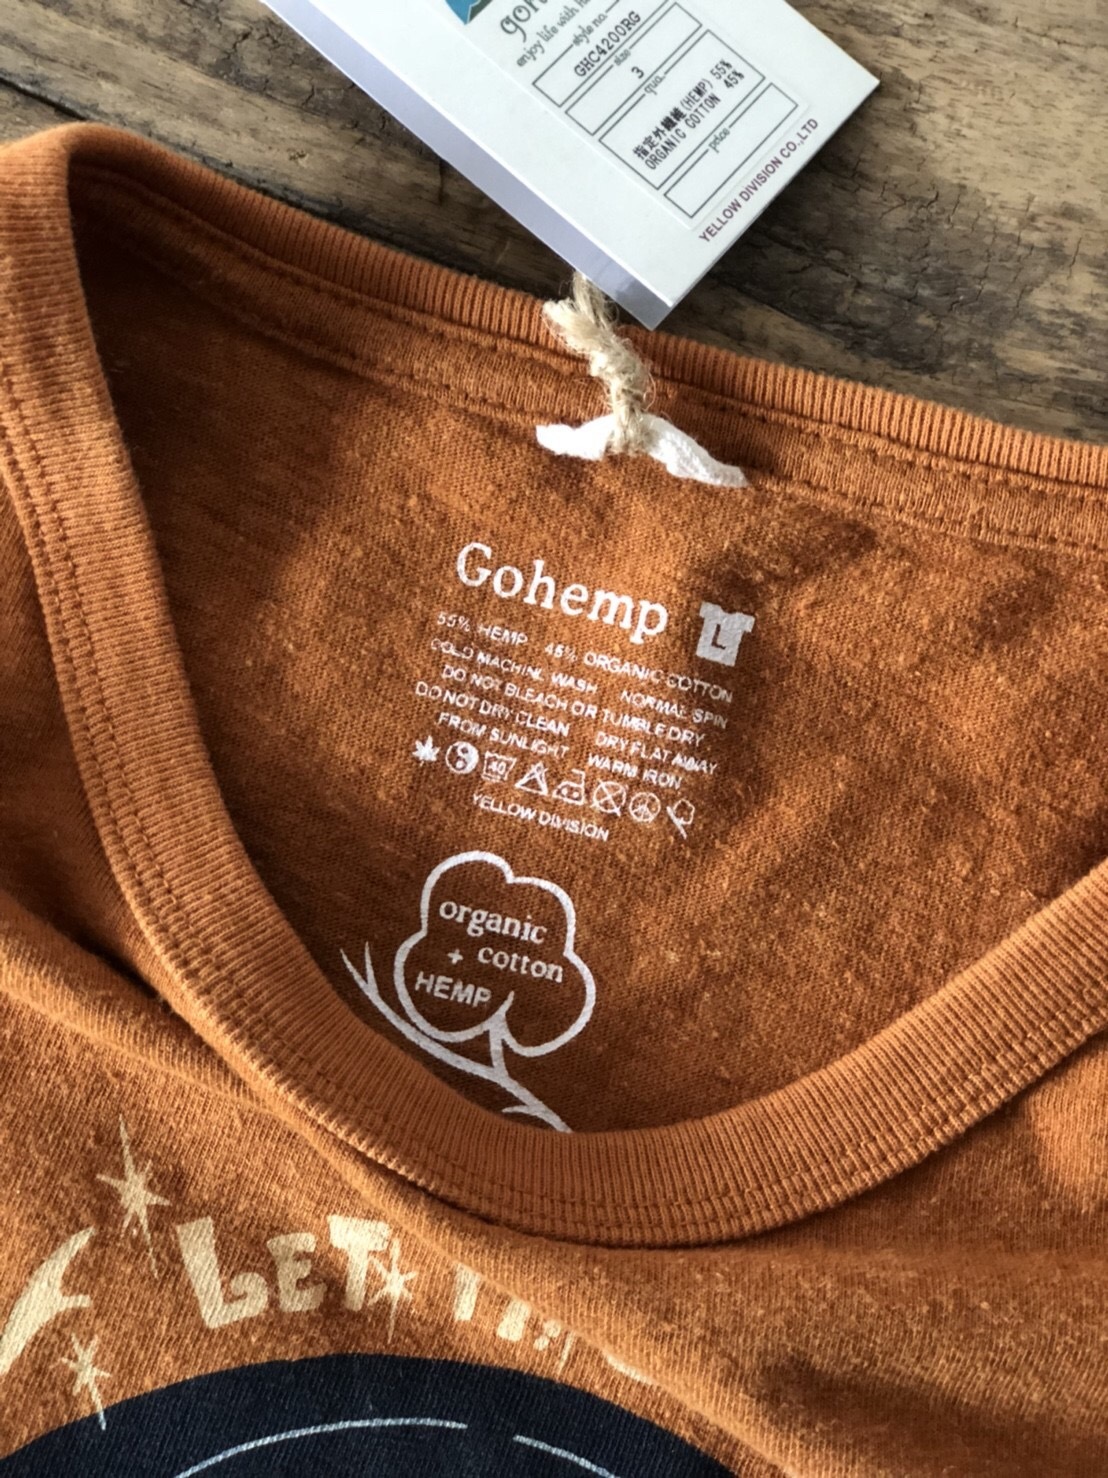 enjoy life with
style no.
GHC4200RG
size
3
qua.
指定外繊維(HEMP) 55%
ORGANIC COTTON 45%
price
YELLOW DIVISION CO.,LTD
Gohemp L
55% HEMP 45% ORGANIC COTTON
COLD MACHINE WASH NORMAL SPIN
DO NOT BLEACH OR TUMBLE DRY
DO NOT DRY CLEAN DRY FLAT AWAY
FROM SUNLIGHT WARM IRON
40
YELLOW DIVISION
organic
+ cotton
HEMP
LET